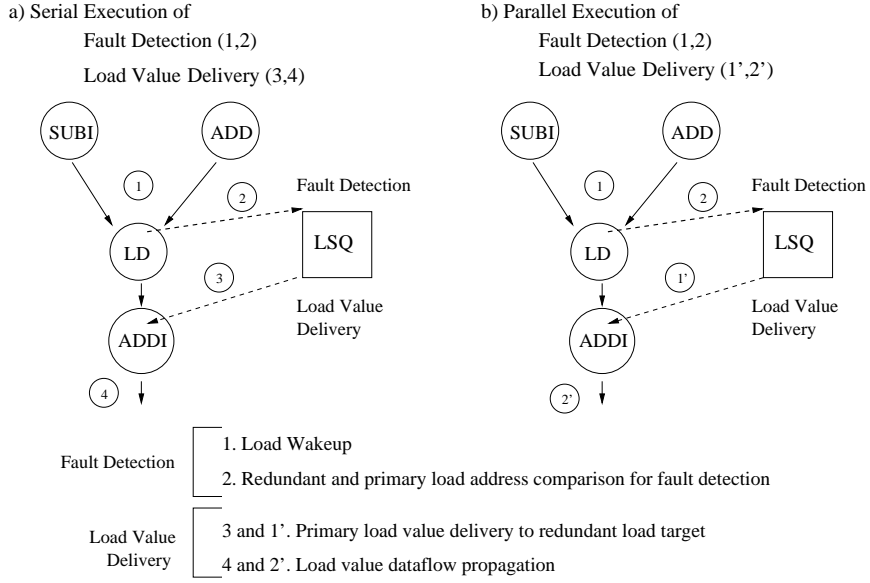 a) Serial Execution of
Fault Detection (1,2)
Load Value Delivery (3,4)
SUBI
ADD
1
2
Fault Detection
LD
LSQ
3
Load Value
Delivery
ADDI
4
b) Parallel Execution of
Fault Detection (1,2)
Load Value Delivery (1',2')
SUBI
ADD
1
2
Fault Detection
LD
LSQ
1'
Load Value
Delivery
ADDI
2'
Fault Detection
1. Load Wakeup
2. Redundant and primary load address comparison for fault detection
Load Value
Delivery
3 and 1'. Primary load value delivery to redundant load target
4 and 2'. Load value dataflow propagation